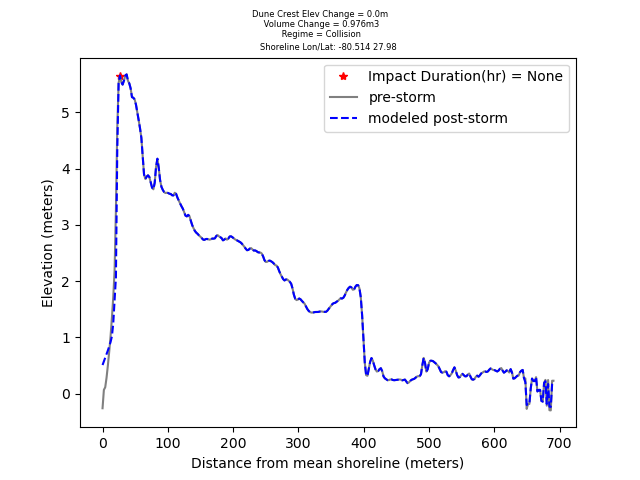 Dune Crest Elev Change = 0.0m
Volume Change = 0.976m3
Regime = Collision
Shoreline Lon/Lat: -80.514 27.98
Impact Duration(hr) = None
pre-storm
modeled post-storm
Elevation (meters)
5
4
3
2
1
0
0 100 200 300 400 500 600 700
Distance from mean shoreline (meters)